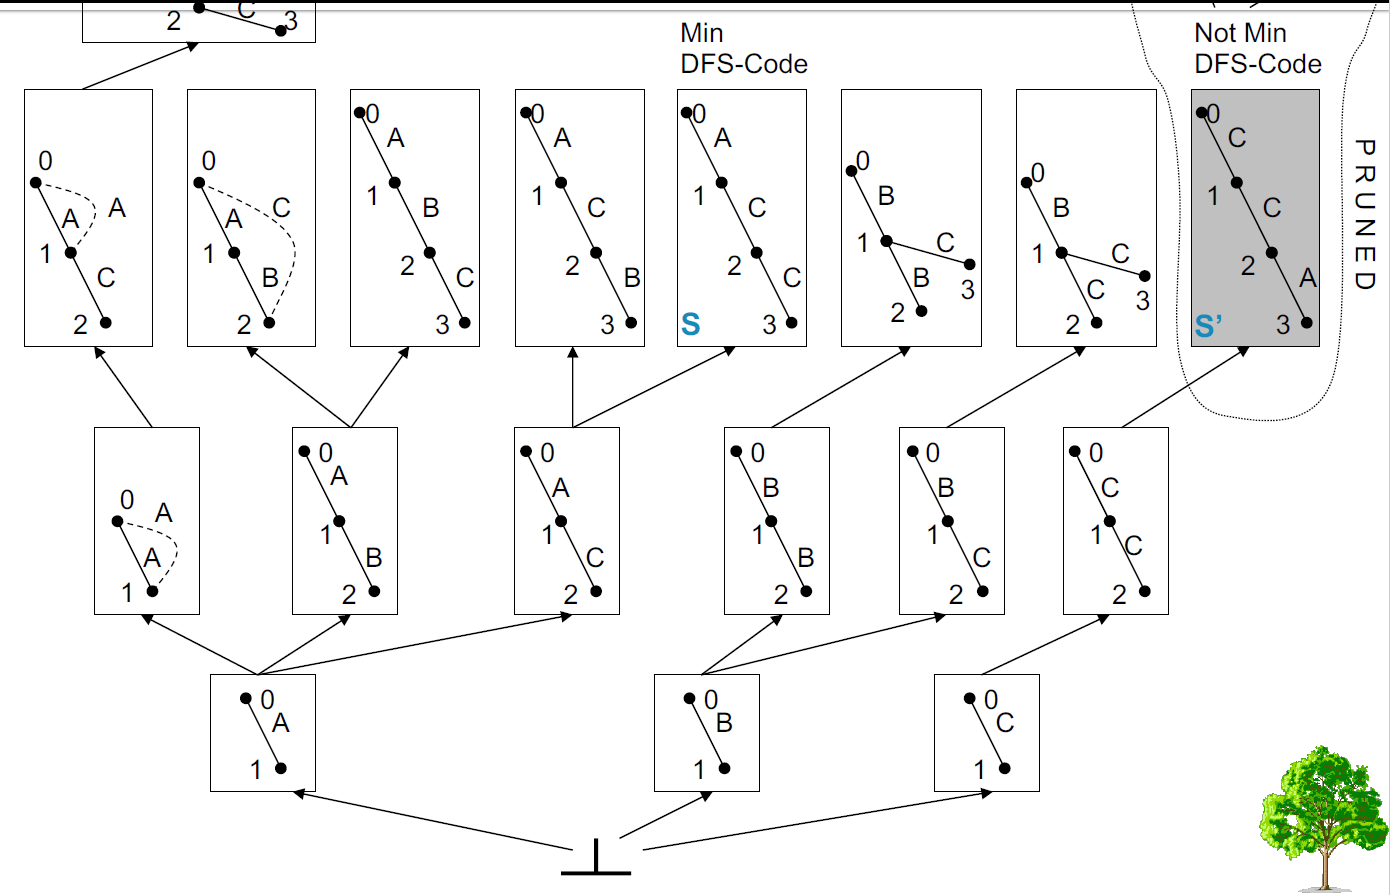 2 C 3
Min
DFS-Code
Not Min
DFS-Code
0 A A 1 C 2
0 C A 1 B 2
0 A 1 B 2 C 3
0 A 1 C 2 B 3
0 A 1 C 2 C 3 S
0 B 1 C B 3 2
0 B 1 C C 3 2
0 C 1 C 2 A 3 S’
PRUNED
0 A A 1
0 A 1 B 2
0 A 1 C 2
0 B 1 B 2
0 B 1 C 2
0 C 1 C 2
0 A 1
0 B 1
0 C 1